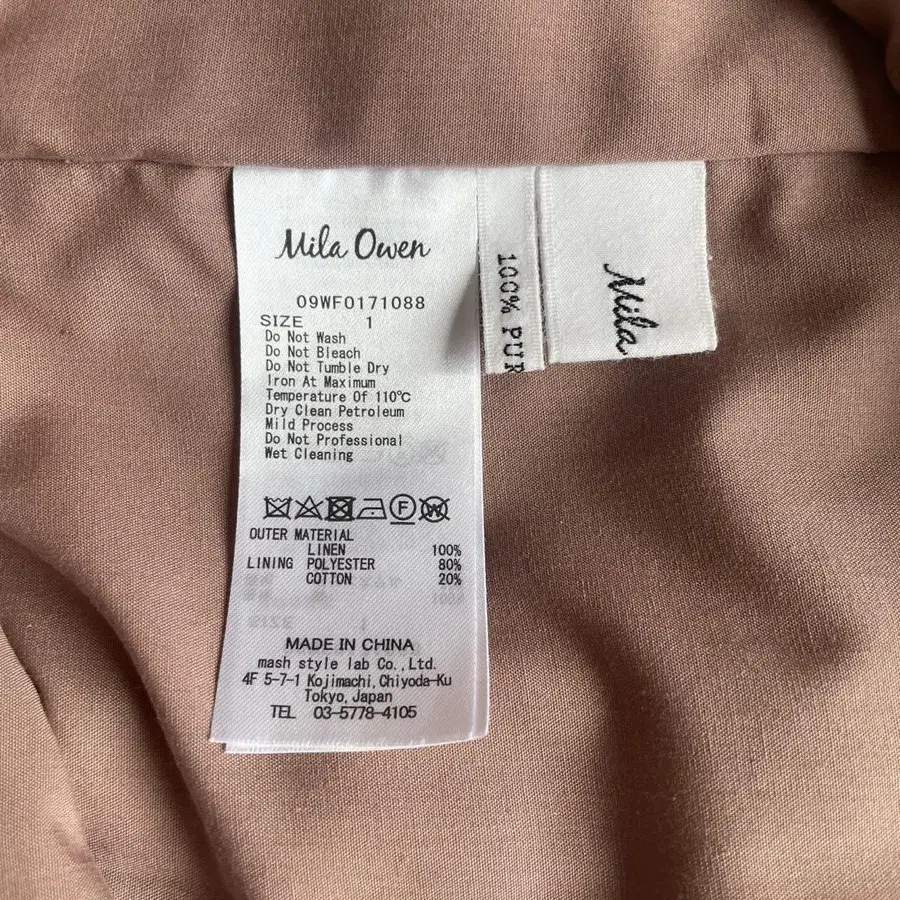 Mila Owen
09WF0171088
SIZE 1
Do Not Wash
Do Not Bleach
Do Not Tumble Dry
Iron At Maximum
Temperature Of 110℃
Dry Clean Petroleum
Mild Process
Do Not Professional
Wet Cleaning
F W
OUTER MATERIAL
LINEN 100%
LINING POLYESTER 80%
COTTON 20%
MADE IN CHINA
mash style lab Co.,Ltd.
4F 5-7-1 Kojimachi,Chiyoda-Ku
Tokyo,Japan
TEL 03-5778-4105
100% PUR
Mila